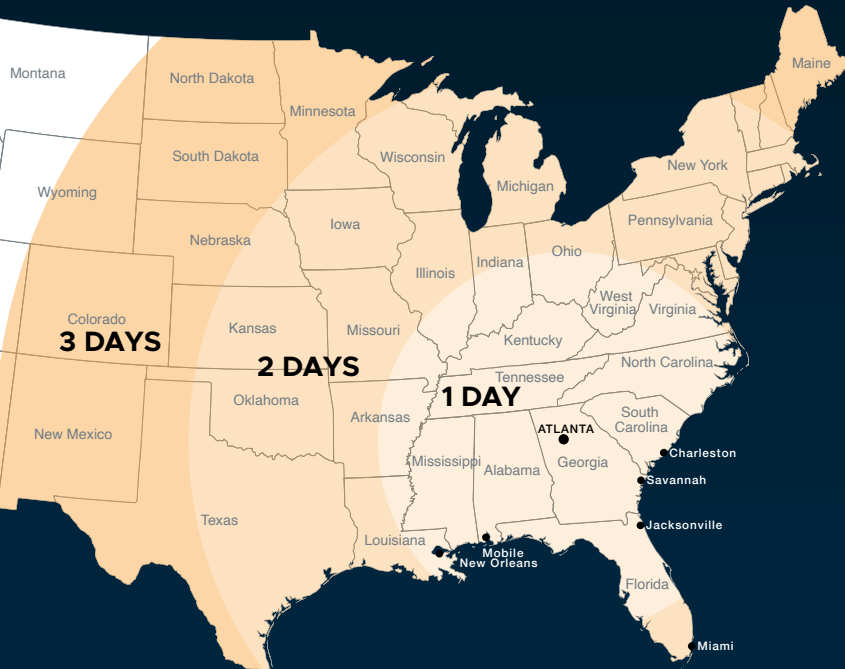 Maine
Montana
North Dakota
Minnesota
South Dakota
Wisconsin
New York
Michigan
Wyoming
Pennsylvania
Iowa
Nebraska
Ohio
Indiana
Illinois
West
Virginia
Virginia
Colorado
Kansas
Missouri
3 DAYS
Kentucky
2 DAYS
North Carolina
Tennessee
1 DAY
Oklahoma
Arkansas
South
Carolina
ATLANTA
New Mexico
Charleston
Mississippi
Alabama
Georgia
Savannah
Texas
Jacksonville
Louisiana
Mobile
New Orleans
Florida
Miami